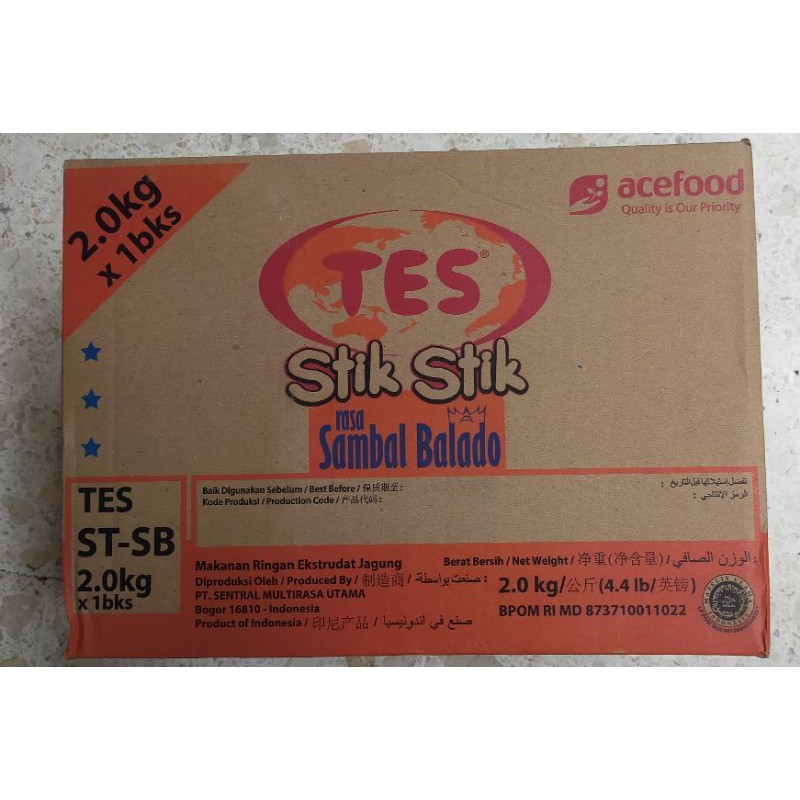 2.0kg
x 1bks
acefood
Quality is Our Priority
TES®
Stik Stik
rasa
Sambal Balado
TES
ST-SB
2.0kg
x 1bks
Baik Digunakan Sebelum / Best Before / 保质期至:
Kode Produksi / Production Code / 产品代码:
تفضل استهلاكها قبل التاريخ :
الرمز الإنتاجي :
Makanan Ringan Ekstrudat Jagung
Diproduksi Oleh / Produced By / 制造商 / صنعت بواسطة :
PT. SENTRAL MULTIRASA UTAMA
Bogor 16810 - Indonesia
Product of Indonesia / 印尼产品 / صنع في اندونيسيا
Berat Bersih / Net Weight / 净重(净含量) / الوزن الصافي :
2.0 kg/公斤(4.4 lb/英镑)
BPOM RI MD 873710011022